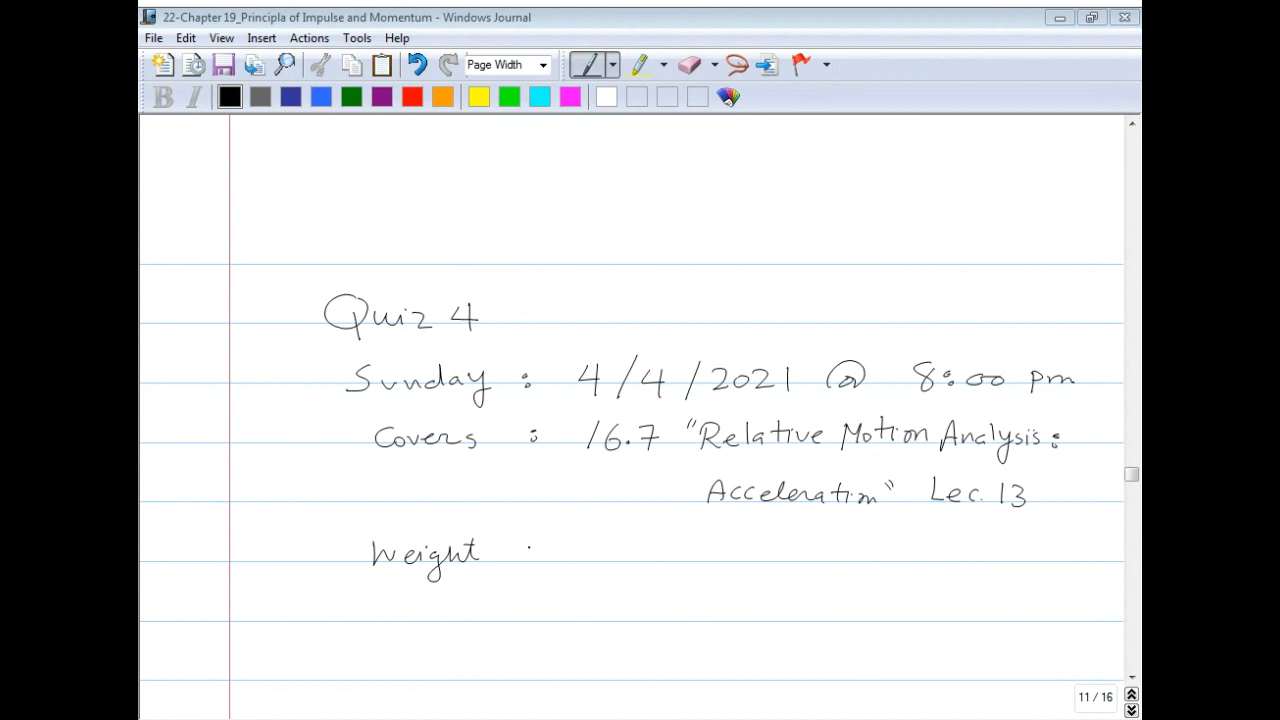 22-Chapter 19_Principla of Impulse and Momentum - Windows Journal
File Edit View Insert Actions Tools Help
Page Width
B I
Quiz 4
Sunday : 4/4/2021 @ 8:00 pm
Covers : 16.7 "Relative Motion Analysis:
Acceleration" Lec. 13
Weight
11 / 16